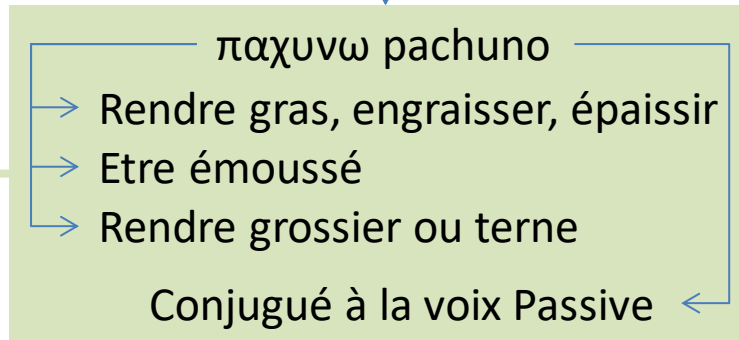 παχυνω pachuno
Rendre gras, engraisser, épaissir
Etre émoussé
Rendre grossier ou terne
Conjugué à la voix Passive